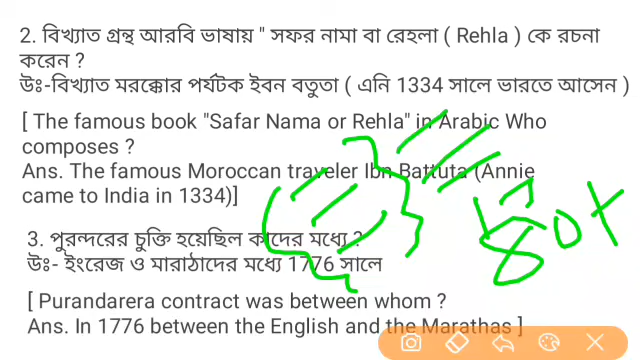 2. বিখ্যাত গ্রন্থ আরবি ভাষায় " সফর নামা বা রেহলা ( Rehla ) কে রচনা
করেন ?
উঃ-বিখ্যাত মরক্কোর পর্যটক ইবন বতুতা ( এনি 1334 সালে ভারতে আসেন )
[ The famous book "Safar Nama or Rehla" in Arabic Who
composes ?
Ans. The famous Moroccan traveler Ibn Battuta (Annie
came to India in 1334)]
3. পুরন্দরের চুক্তি হয়েছিল কাদের মধ্যে ?
উঃ- ইংরেজ ও মারাঠাদের মধ্যে 1776 সালে
[ Purandarera contract was between whom ?
Ans. In 1776 between the English and the Marathas ]